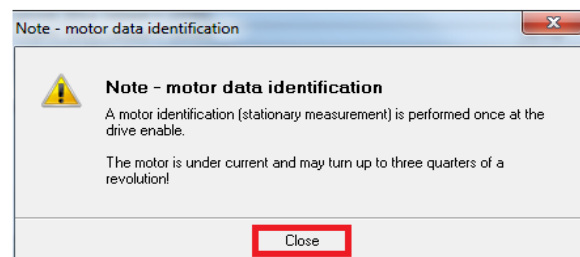 Note - motor data identification
Note - motor data identification
A motor identification (stationary measurement) is performed once at the
drive enable.
The motor is under current and may turn up to three quarters of a
revolution!
Close